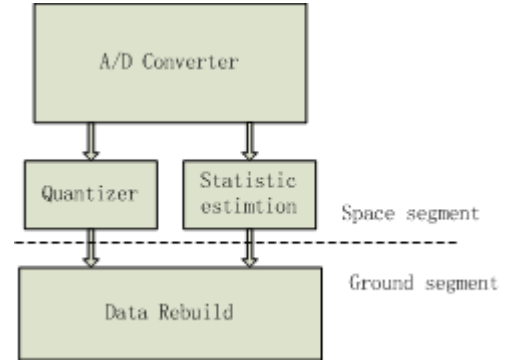 A/D Converter
Quantizer
Statistic
estimtion
Space segment
Ground segment
Data Rebuild